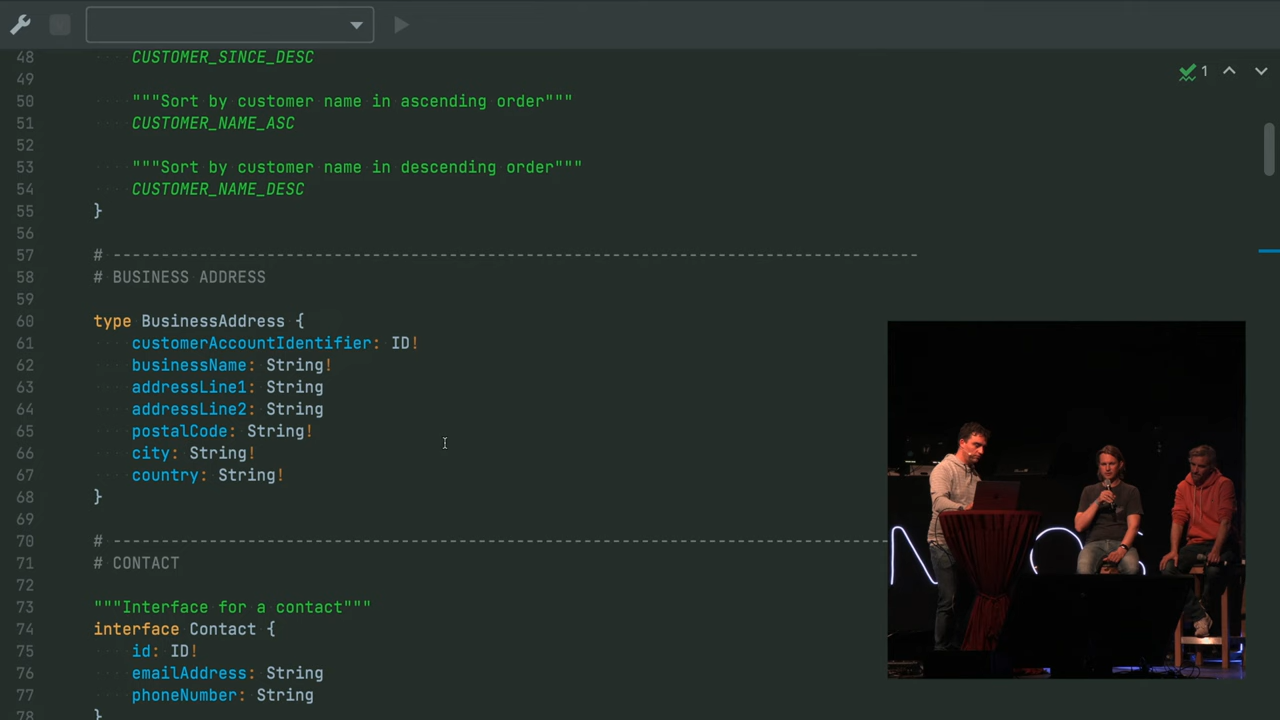 48 CUSTOMER_SINCE_DESC
49
50 """Sort by customer name in ascending order"""
51 CUSTOMER_NAME_ASC
52
53 """Sort by customer name in descending order"""
54 CUSTOMER_NAME_DESC
55 }
56
57 # ------------------------------------------------------------------------------------
58 # BUSINESS ADDRESS
59
60 type BusinessAddress {
61 customerAccountIdentifier: ID!
62 businessName: String!
63 addressLine1: String
64 addressLine2: String
65 postalCode: String!
66 city: String!
67 country: String!
68 }
69
70 # ---------------------------------------------------------------------------------
71 # CONTACT
72
73 """Interface for a contact"""
74 interface Contact {
75 id: ID!
76 emailAddress: String
77 phoneNumber: String
78 }
1